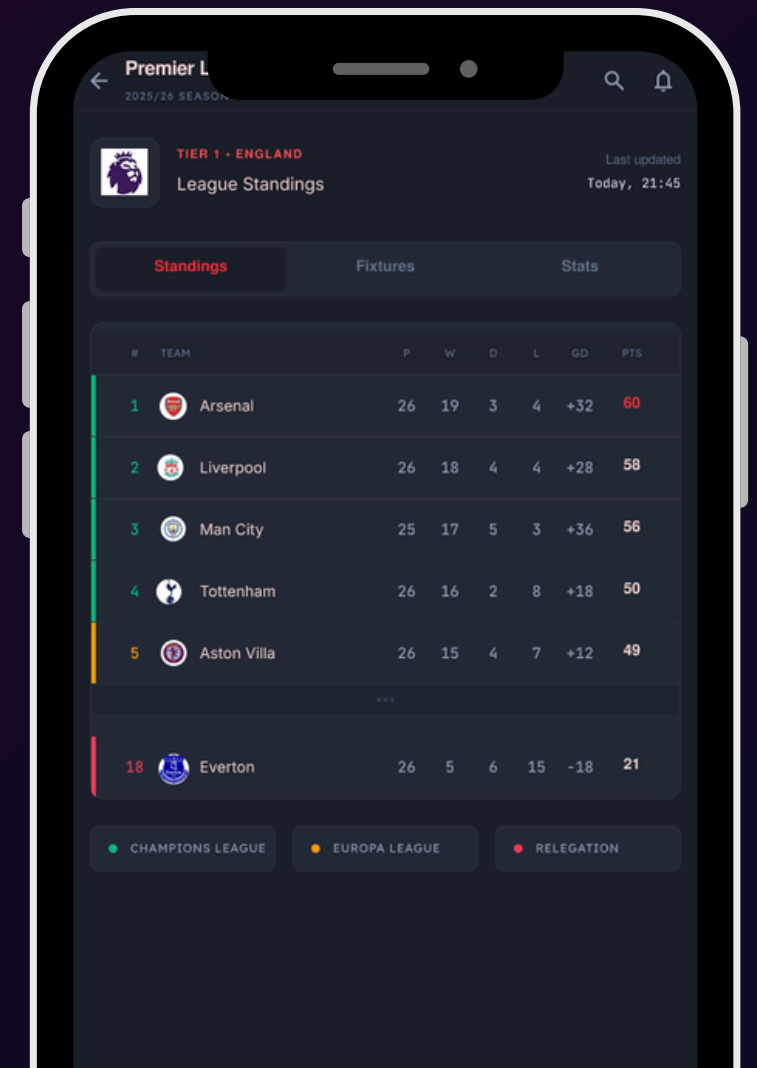 Premier L
2025/26 SEASON
TIER 1 • ENGLAND
League Standings
Last updated
Today, 21:45
Standings Fixtures Stats
# TEAM P W D L GD PTS
1 Arsenal 26 19 3 4 +32 60
2 Liverpool 26 18 4 4 +28 58
3 Man City 25 17 5 3 +36 56
4 Tottenham 26 16 2 8 +18 50
5 Aston Villa 26 15 4 7 +12 49
•••
18 Everton 26 5 6 15 -18 21
CHAMPIONS LEAGUE EUROPA LEAGUE RELEGATION